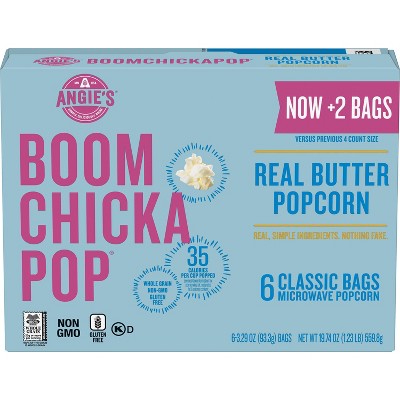 BOOMCHICKAPOP®
REAL BUTTER
POPCORN
ANGIE'S®
NOW +2 BAGS
VERSUS PREVIOUS 4 COUNT SIZE
BOOM
CHICKA
POP®
REAL BUTTER
POPCORN
REAL, SIMPLE INGREDIENTS. NOTHING FAKE.
35
CALORIES
PER CUP POPPED
WHOLE GRAIN
NON-GMO
GLUTEN
FREE
6 CLASSIC BAGS
MICROWAVE POPCORN
WHOLE
GRAIN
NON
GMO
GLUTEN
FREE
K D
6-3.29 OZ (93.3g) BAGS NET WT 19.74 OZ (1.23 LB) 559.8g